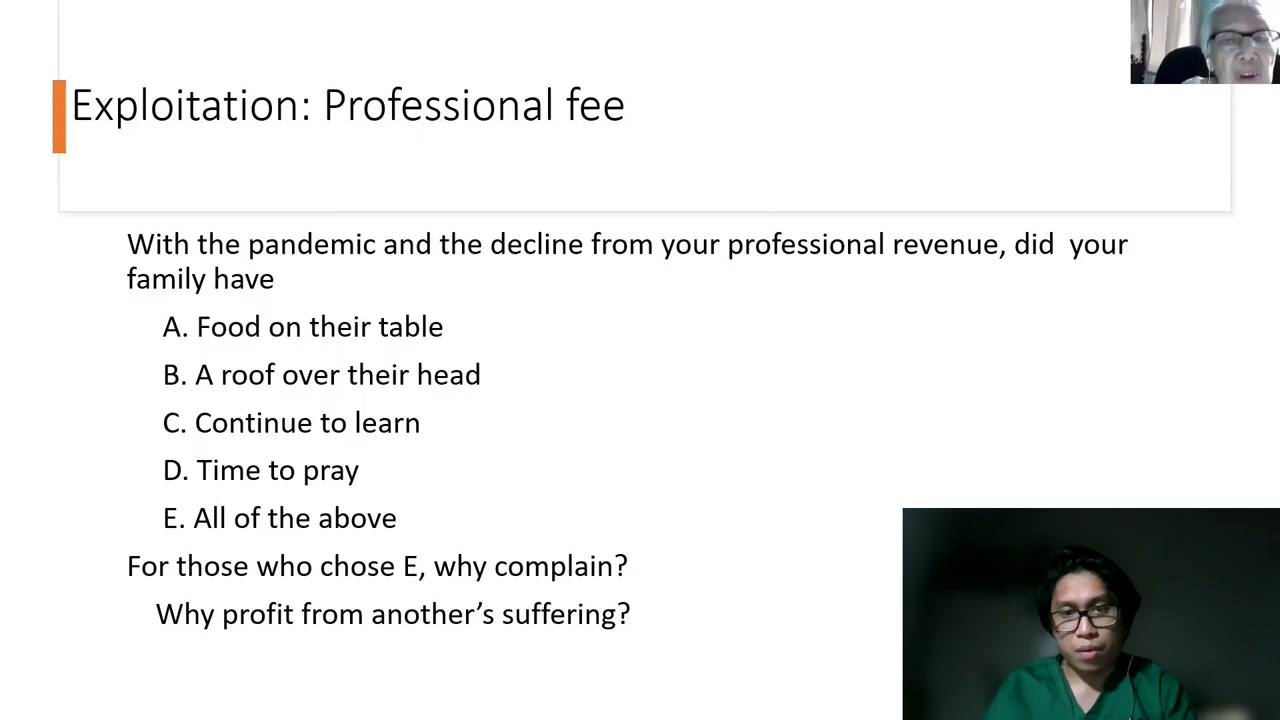 Exploitation: Professional fee
With the pandemic and the decline from your professional revenue, did your
family have
A. Food on their table
B. A roof over their head
C. Continue to learn
D. Time to pray
E. All of the above
For those who chose E, why complain?
Why profit from another’s suffering?